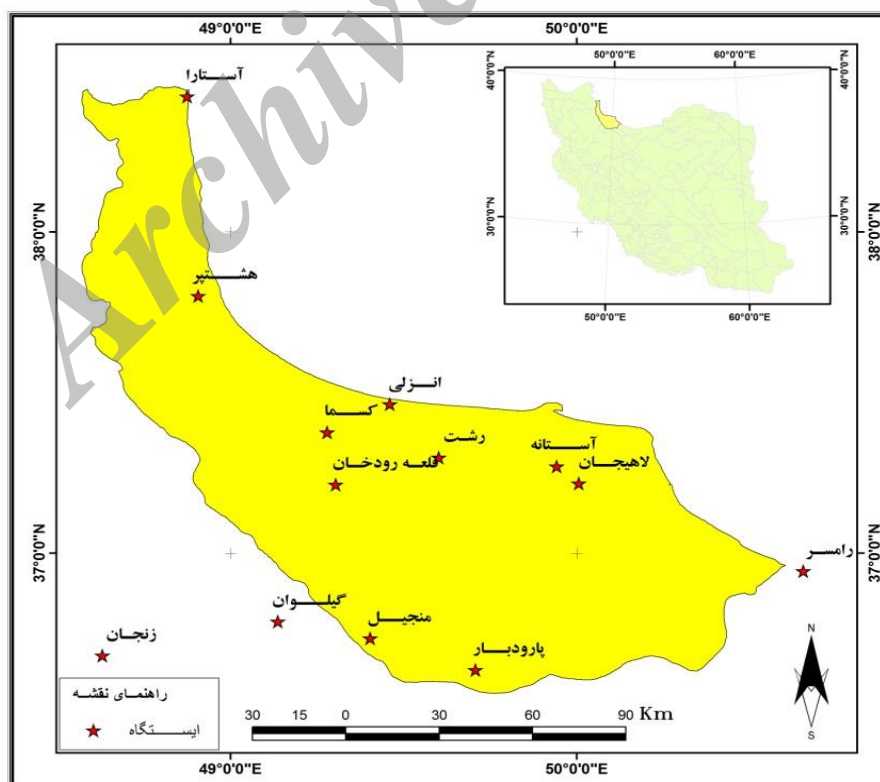 49°0'0"E 50°0'0"E
50°0'0"E 60°0'0"E
40°0'0"N 40°0'0"N
30°0'0"N 30°0'0"N
50°0'0"E 60°0'0"E
Archive
آستارا
38°0'0"N 38°0'0"N
هشتپر
انزلی
کسما
رشت
قلعه رودخان
آستانه
لاهیجان
37°0'0"N 37°0'0"N
رامسر
گیلوان
منجیل
زنجان
پارودبار
راهنمای نقشه
ایستگاه
30 15 0 30 60 90 Km
N
S
49°0'0"E 50°0'0"E